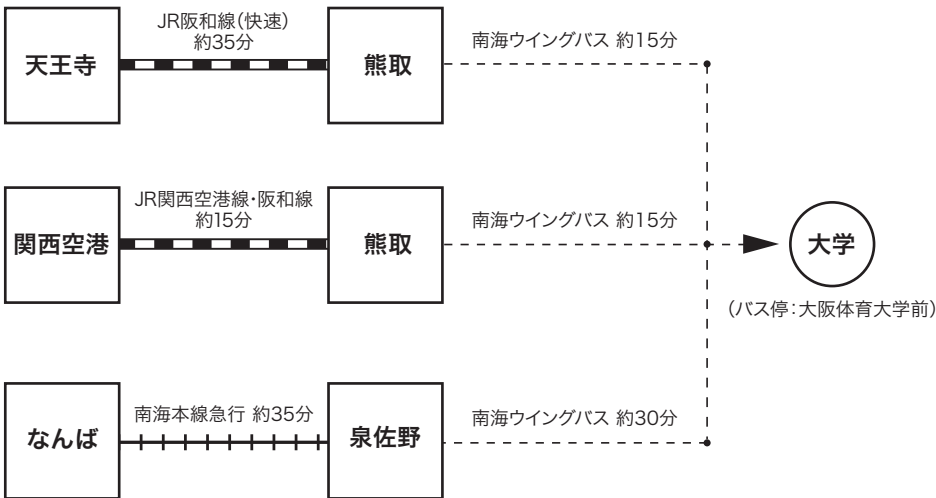 JR阪和線(快速)
約35分
天王寺
熊取
南海ウイングバス 約15分
JR関西空港線・阪和線
約15分
関西空港
熊取
南海ウイングバス 約15分
大学
(バス停:大阪体育大学前)
南海本線急行 約35分
なんば
泉佐野
南海ウイングバス 約30分